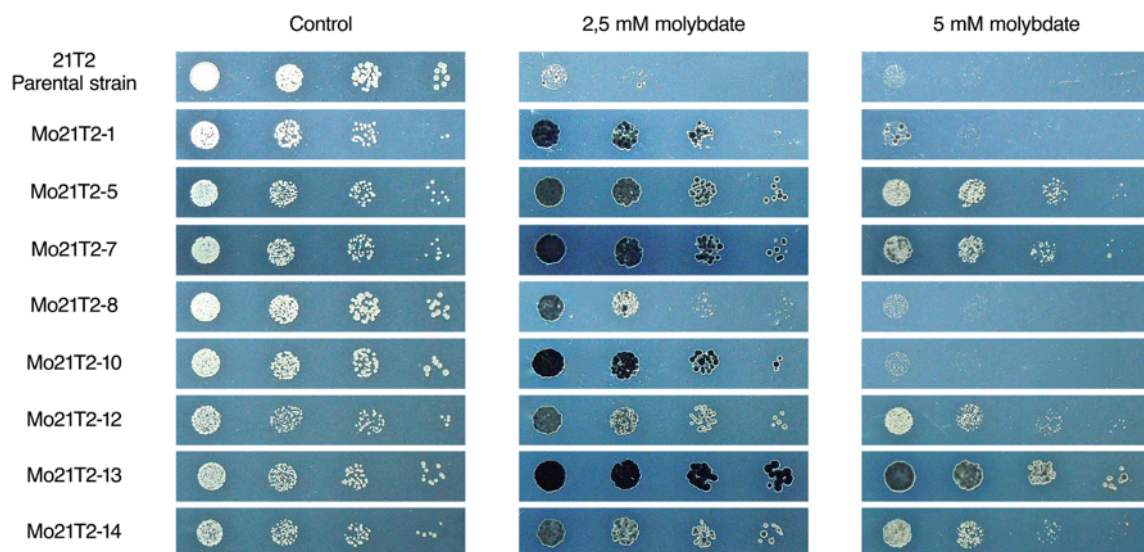 Control
2,5 mM molybdate
5 mM molybdate
21T2
Parental strain
Mo21T2-1
Mo21T2-5
Mo21T2-7
Mo21T2-8
Mo21T2-10
Mo21T2-12
Mo21T2-13
Mo21T2-14